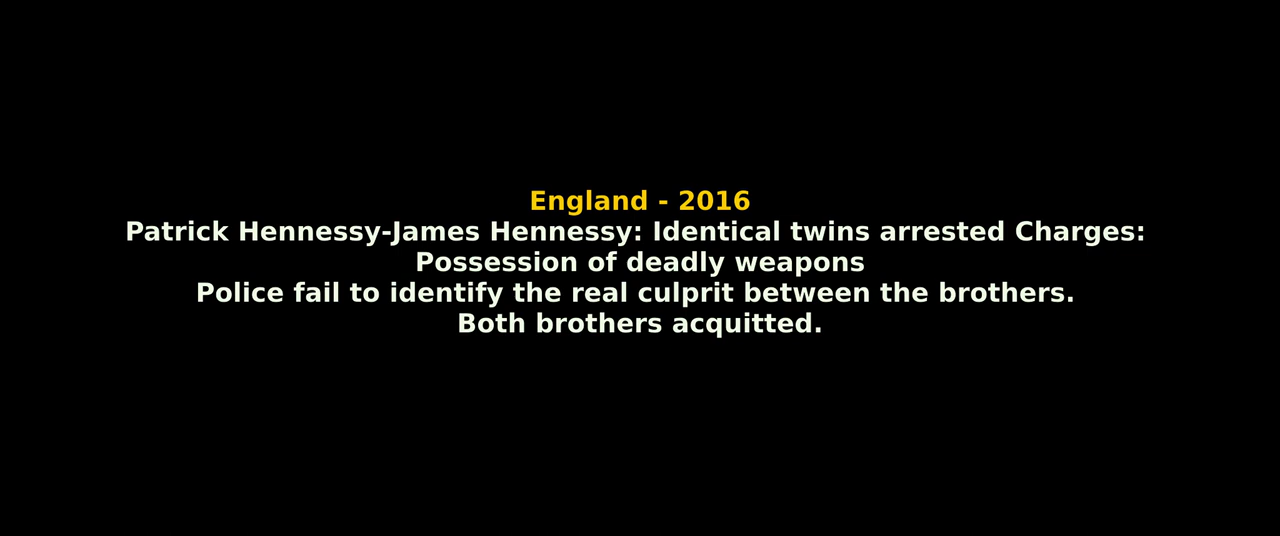 England - 2016
Patrick Hennessy-James Hennessy: Identical twins arrested Charges:
Possession of deadly weapons
Police fail to identify the real culprit between the brothers.
Both brothers acquitted.